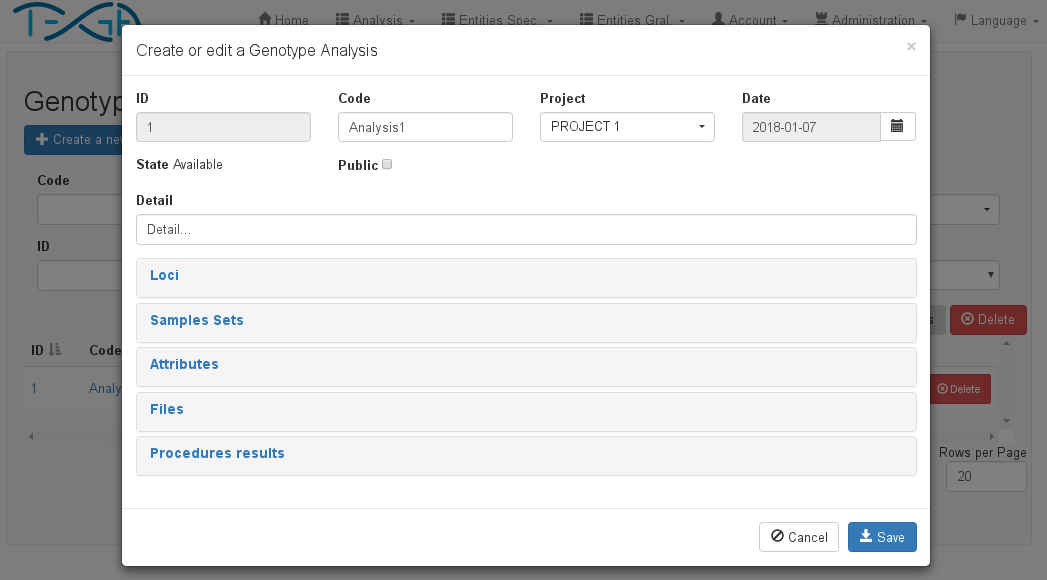 Home Analysis Entities Spec. Entities Gral. Account Administration Language
Create or edit a Genotype Analysis ×
Genotyp
ID Code Project Date
1 Analysis1 PROJECT 1 2018-01-07
Create a ne
State Available Public
Code
Detail
Detail...
ID
Loci
Samples Sets
s Delete
ID Code
Attributes
1 Analy Delete
Files
Procedures results
Rows per Page
20
Cancel Save